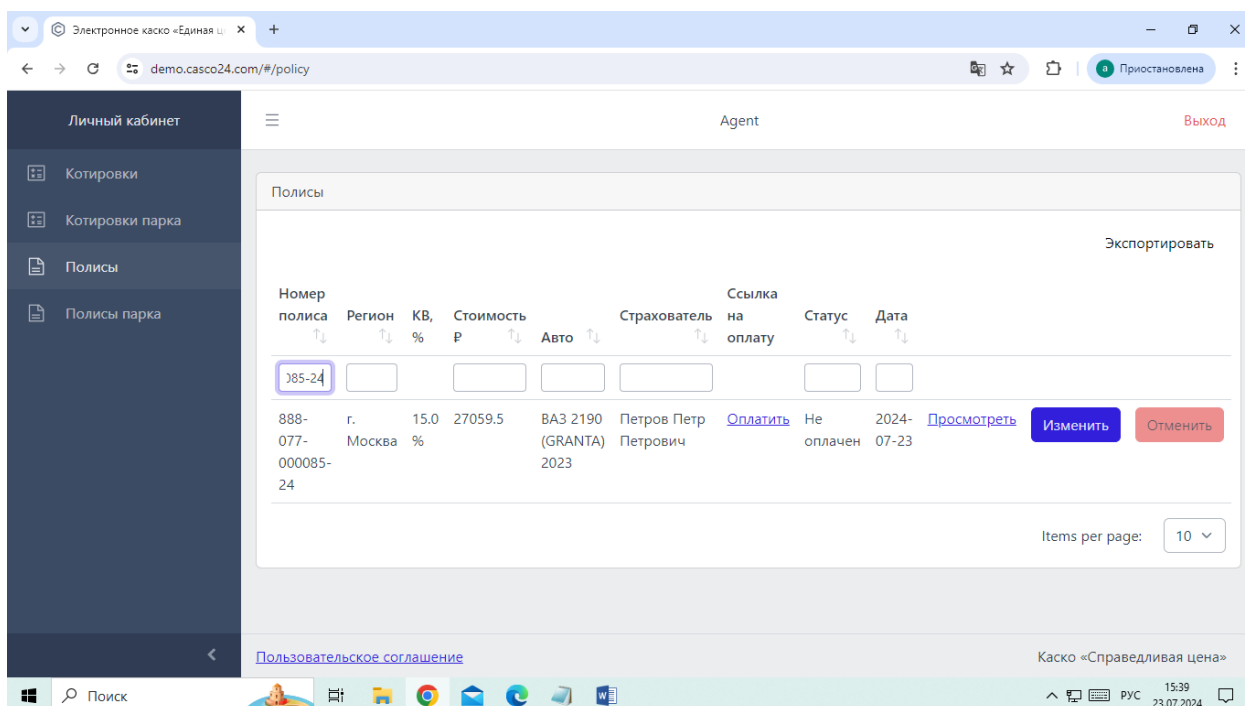 Электронное каско «Единая ц
demo.casco24.com/#/policy
а Приостановлена
Личный кабинет
Agent
Выход
Котировки
Котировки парка
Полисы
Полисы парка
Полисы
Экспортировать
Номер полиса
Регион
КВ, %
Стоимость ₽
Авто
Страхователь
Ссылка на оплату
Статус
Дата
085-24
888-077-000085-24
г. Москва
15.0 %
27059.5
ВАЗ 2190 (GRANTA) 2023
Петров Петр Петрович
Оплатить
Не оплачен
2024-07-23
Просмотреть
Изменить
Отменить
Items per page:
10
Пользовательское соглашение
Каско «Справедливая цена»
Поиск
РУС
15:39
23.07.2024